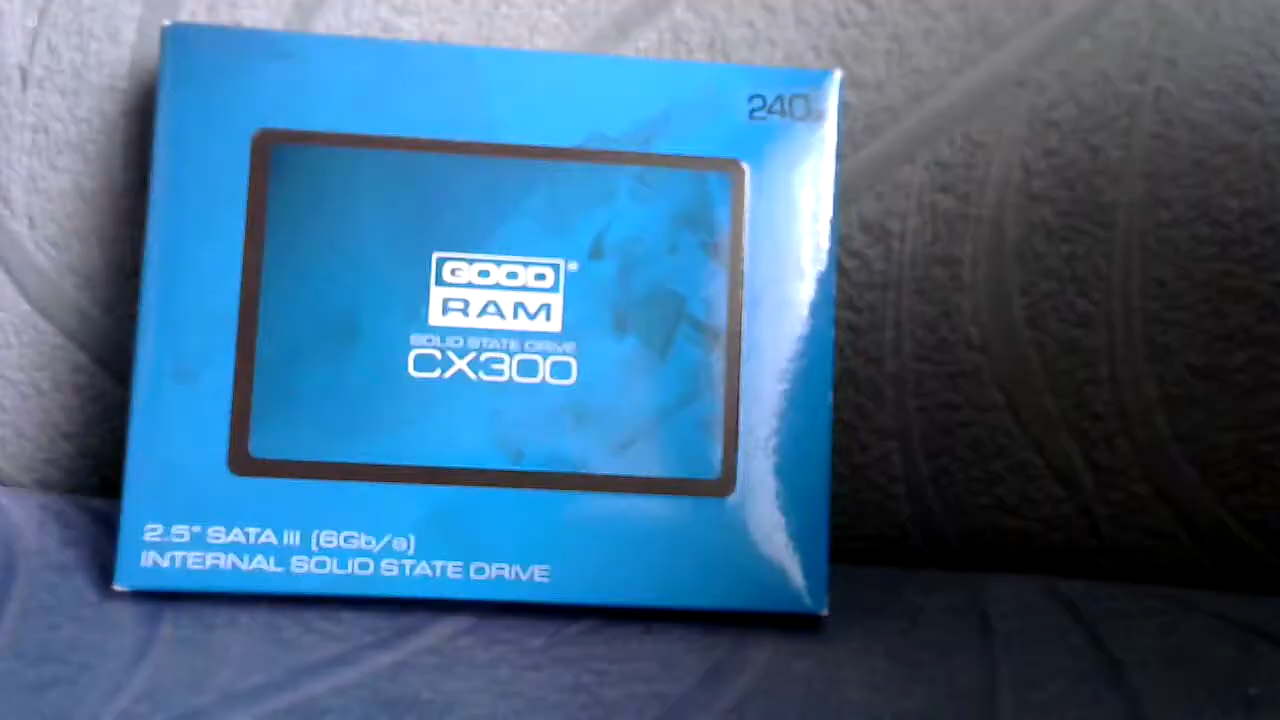 240
GOOD
RAM
SOLID STATE DRIVE
CX300
2.5" SATA III (6Gb/s)
INTERNAL SOLID STATE DRIVE